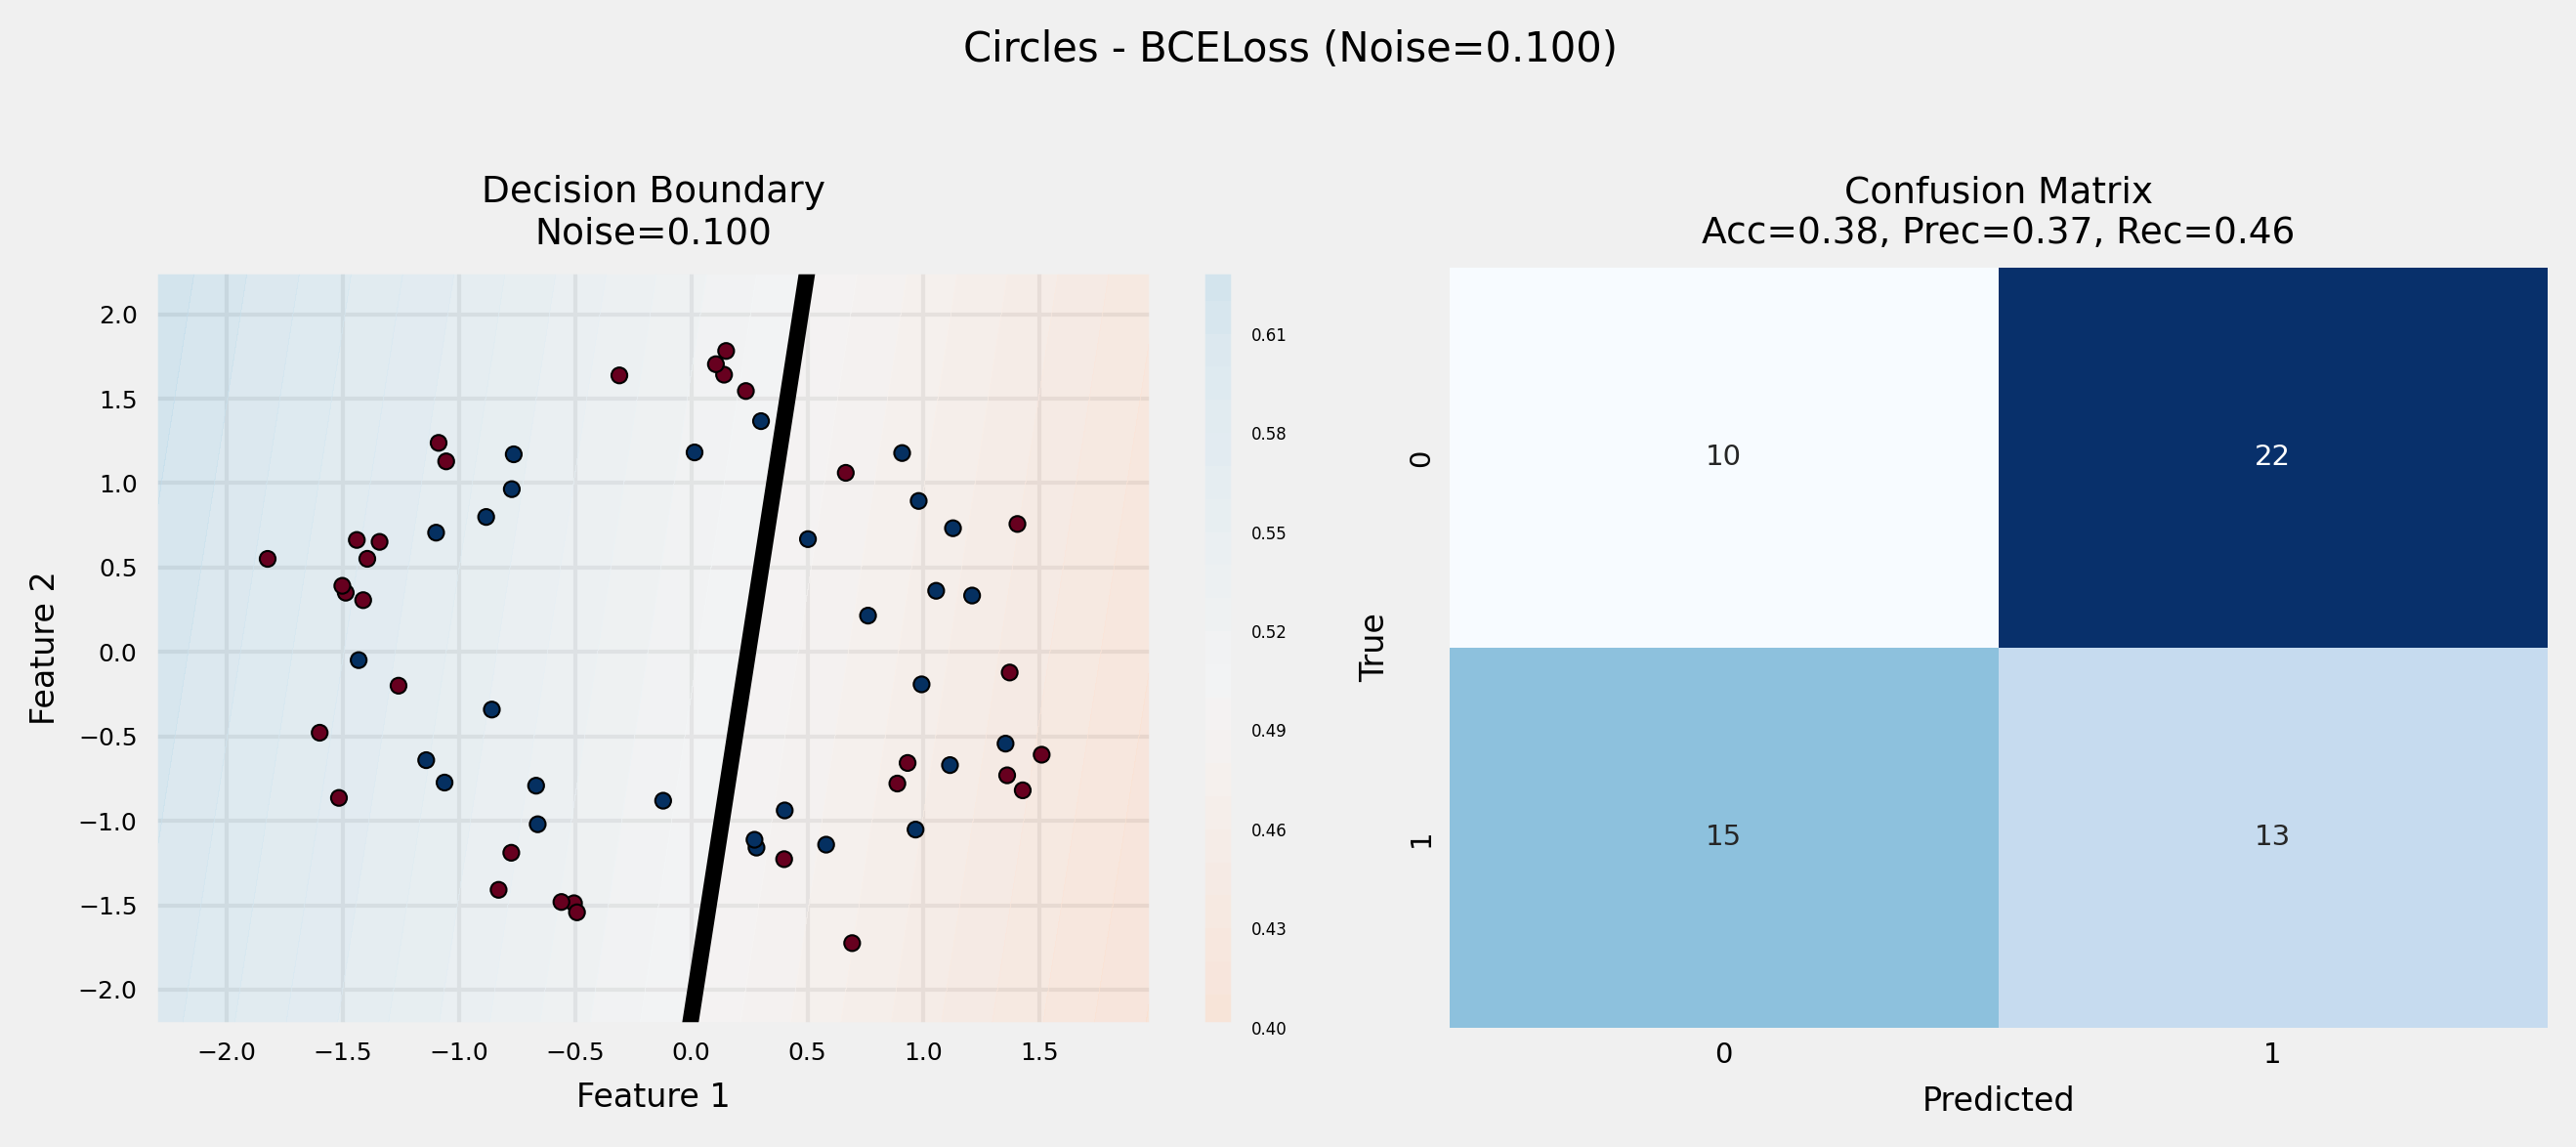 Circles - BCELoss (Noise=0.100)
Decision Boundary
Noise=0.100
2.0
1.5
1.0
0.5
0.0
−0.5
−1.0
−1.5
−2.0
Feature 2
−2.0 −1.5 −1.0 −0.5 0.0 0.5 1.0 1.5
Feature 1
0.61
0.58
0.55
0.52
0.49
0.46
0.43
0.40
Confusion Matrix
Acc=0.38, Prec=0.37, Rec=0.46
0
10 22
True
1
15 13
0 1
Predicted